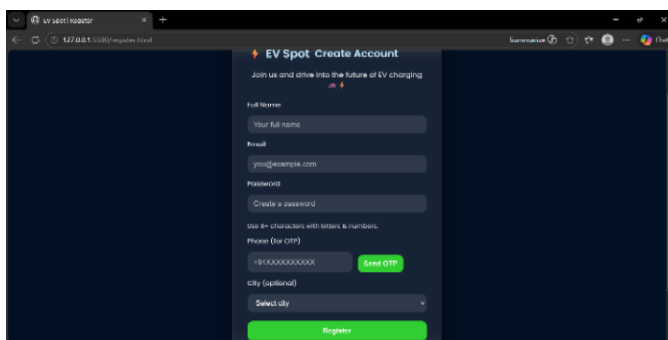 EV Spot | Register
127.0.0.1:5500/register.html
Summarize
⚡ EV Spot Create Account
Join us and drive into the future of EV charging
🚗 ⚡
Full Name
Your full name
Email
you@example.com
Password
Create a password
Use 8+ characters with letters & numbers.
Phone (for OTP)
+91XXXXXXXXXX
Send OTP
City (optional)
Select city
Register